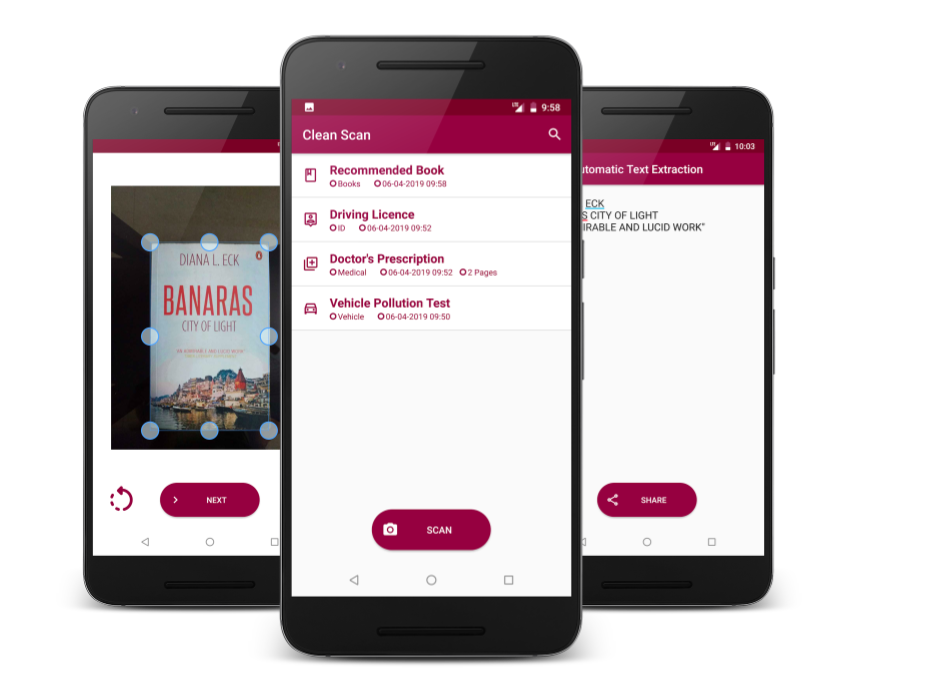 DIANA L. ECK
BANARAS
CITY OF LIGHT
NEXT
9:58
Clean Scan
Recommended Book
Books 06-04-2019 09:58
Driving Licence
ID 06-04-2019 09:52
Doctor's Prescription
Medical 06-04-2019 09:52 2 Pages
Vehicle Pollution Test
Vehicle 06-04-2019 09:50
SCAN
LTE 10:03
Text Extraction
ECK
CITY OF LIGHT
AND LUCID WORK"
SHARE